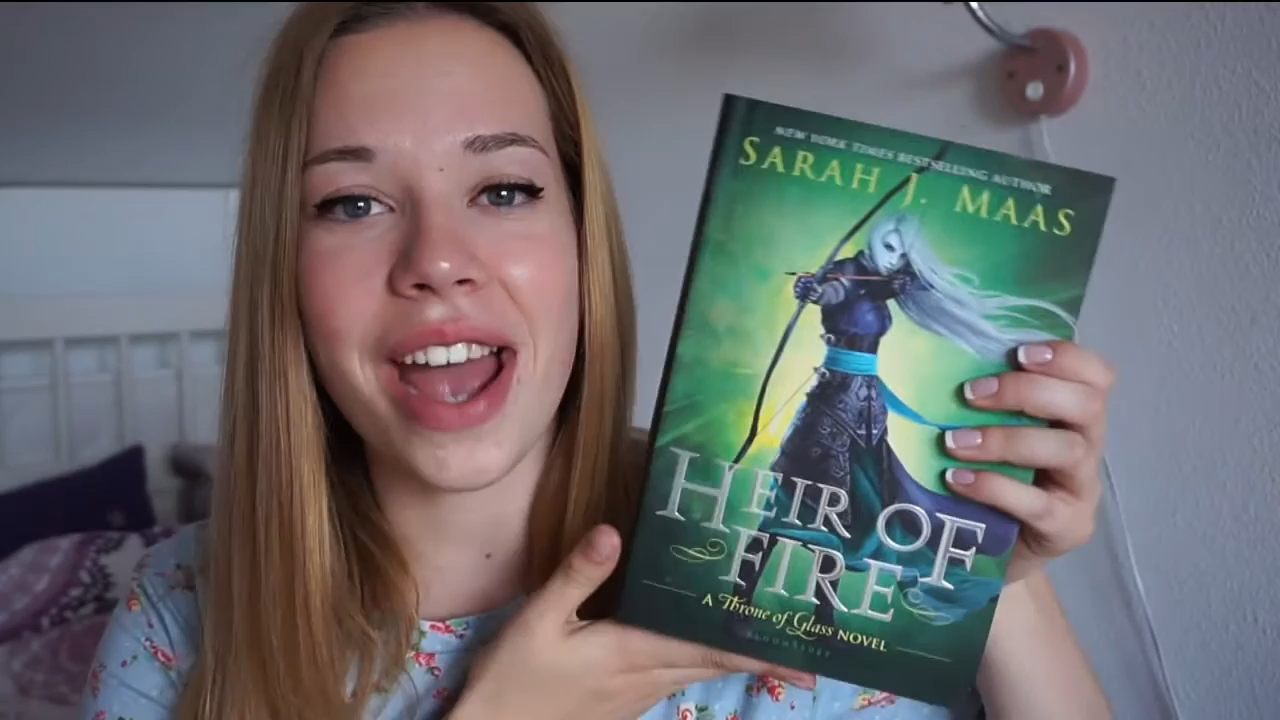 NEW YORK TIMES BESTSELLING AUTHOR
SARAH J. MAAS
HEIR OF
FIRE
A Throne of Glass NOVEL
BLOOMSBURY